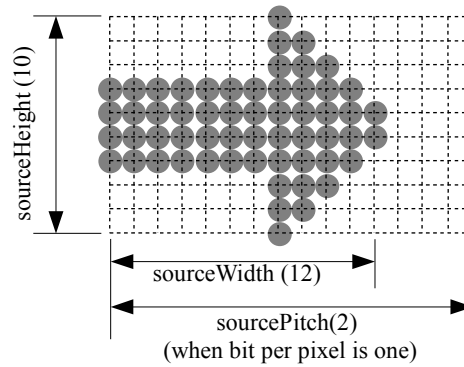 sourceHeight (10)
sourceWidth (12)
sourcePitch(2)
(when bit per pixel is one)